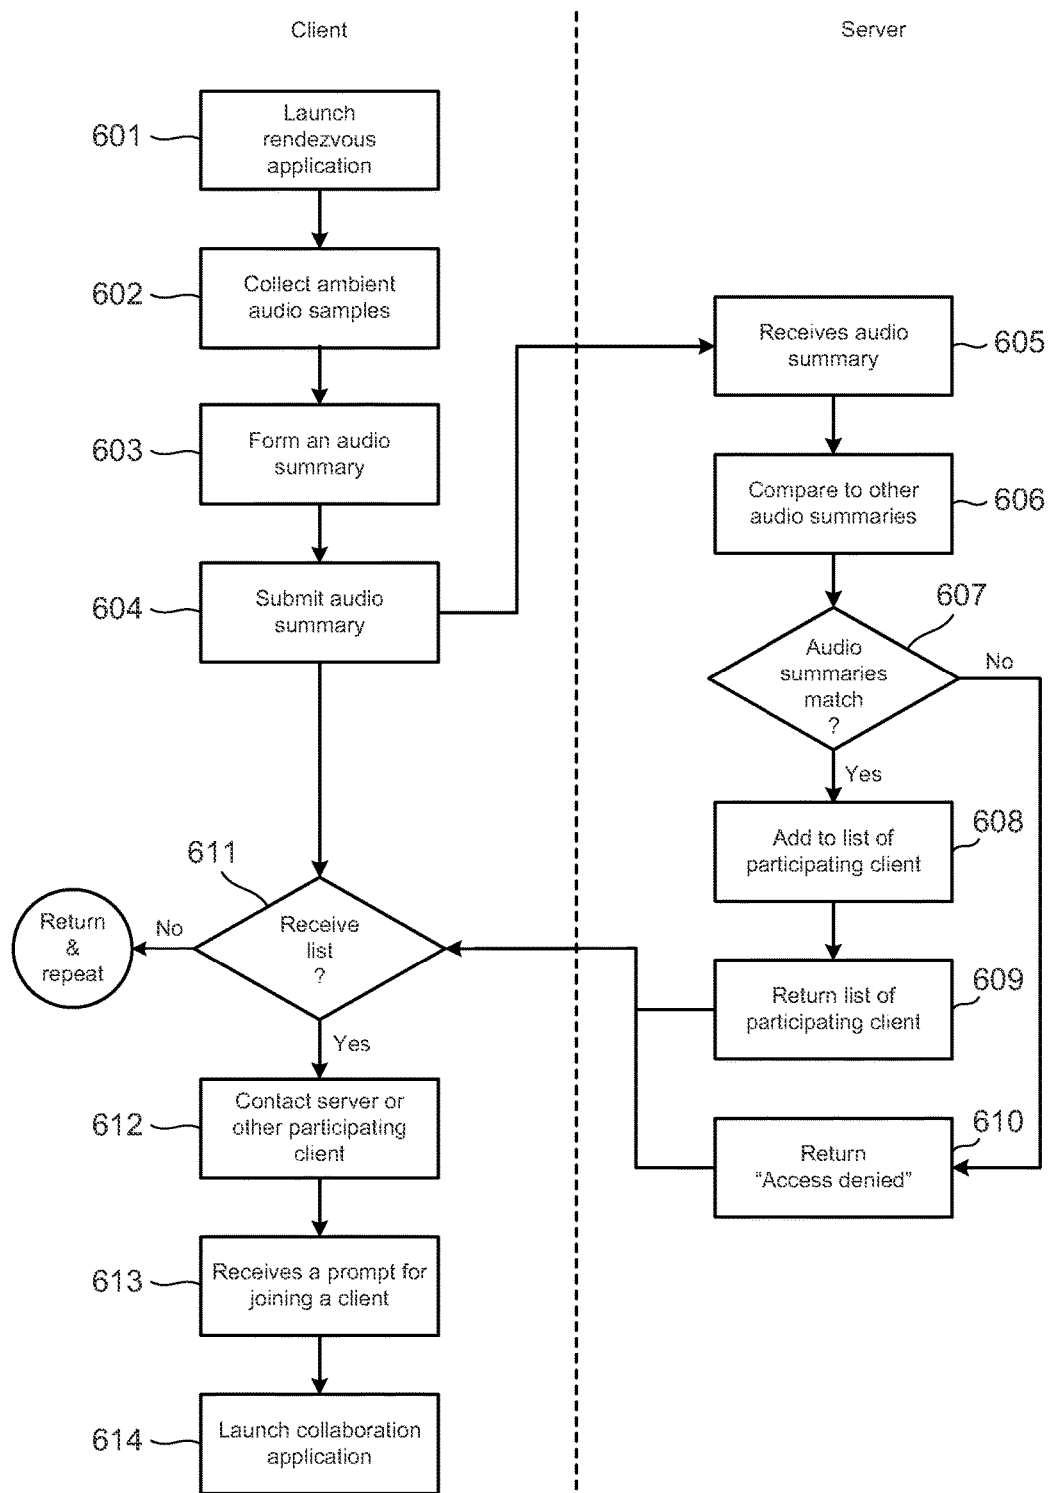 Client
Server
601
Launch
rendezvous
application
602
Collect ambient
audio samples
603
Form an audio
summary
604
Submit audio
summary
Receives audio
summary
605
Compare to other
audio summaries
606
607
Audio
summaries
match
?
No
Yes
Add to list of
participating client
608
Return list of
participating client
609
Return
“Access denied”
610
611
Receive
list
?
No
Return
&
repeat
Yes
612
Contact server or
other participating
client
613
Receives a prompt for
joining a client
614
Launch collaboration
application